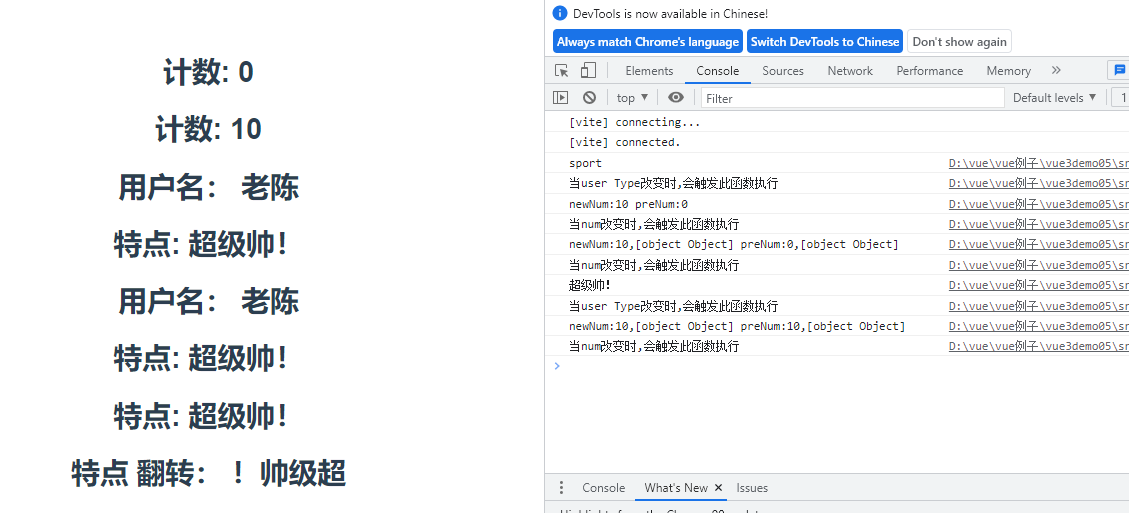 计数: 0
计数: 10
用户名： 老陈
特点: 超级帅！
用户名： 老陈
特点: 超级帅！
特点: 超级帅！
特点 翻转： ！ 帅级超
DevTools is now available in Chinese!
Always match Chrome's language Switch DevTools to Chinese Don't show again
Elements Console Sources Network Performance Memory »
top ▼ Filter Default levels ▼ 1
[vite] connecting...
[vite] connected.
sport D:\vue\vue例子\vue3demo05\sr
当user Type改变时,会触发此函数执行 D:\vue\vue例子\vue3demo05\sr
newNum:10 preNum:0 D:\vue\vue例子\vue3demo05\sr
当num改变时,会触发此函数执行 D:\vue\vue例子\vue3demo05\sr
newNum:10,[object Object] preNum:0,[object Object] D:\vue\vue例子\vue3demo05\sr
当num改变时,会触发此函数执行 D:\vue\vue例子\vue3demo05\sr
超级帅！ D:\vue\vue例子\vue3demo05\sr
当user Type改变时,会触发此函数执行 D:\vue\vue例子\vue3demo05\sr
newNum:10,[object Object] preNum:10,[object Object] D:\vue\vue例子\vue3demo05\sr
当num改变时,会触发此函数执行 D:\vue\vue例子\vue3demo05\sr
Console What's New × Issues